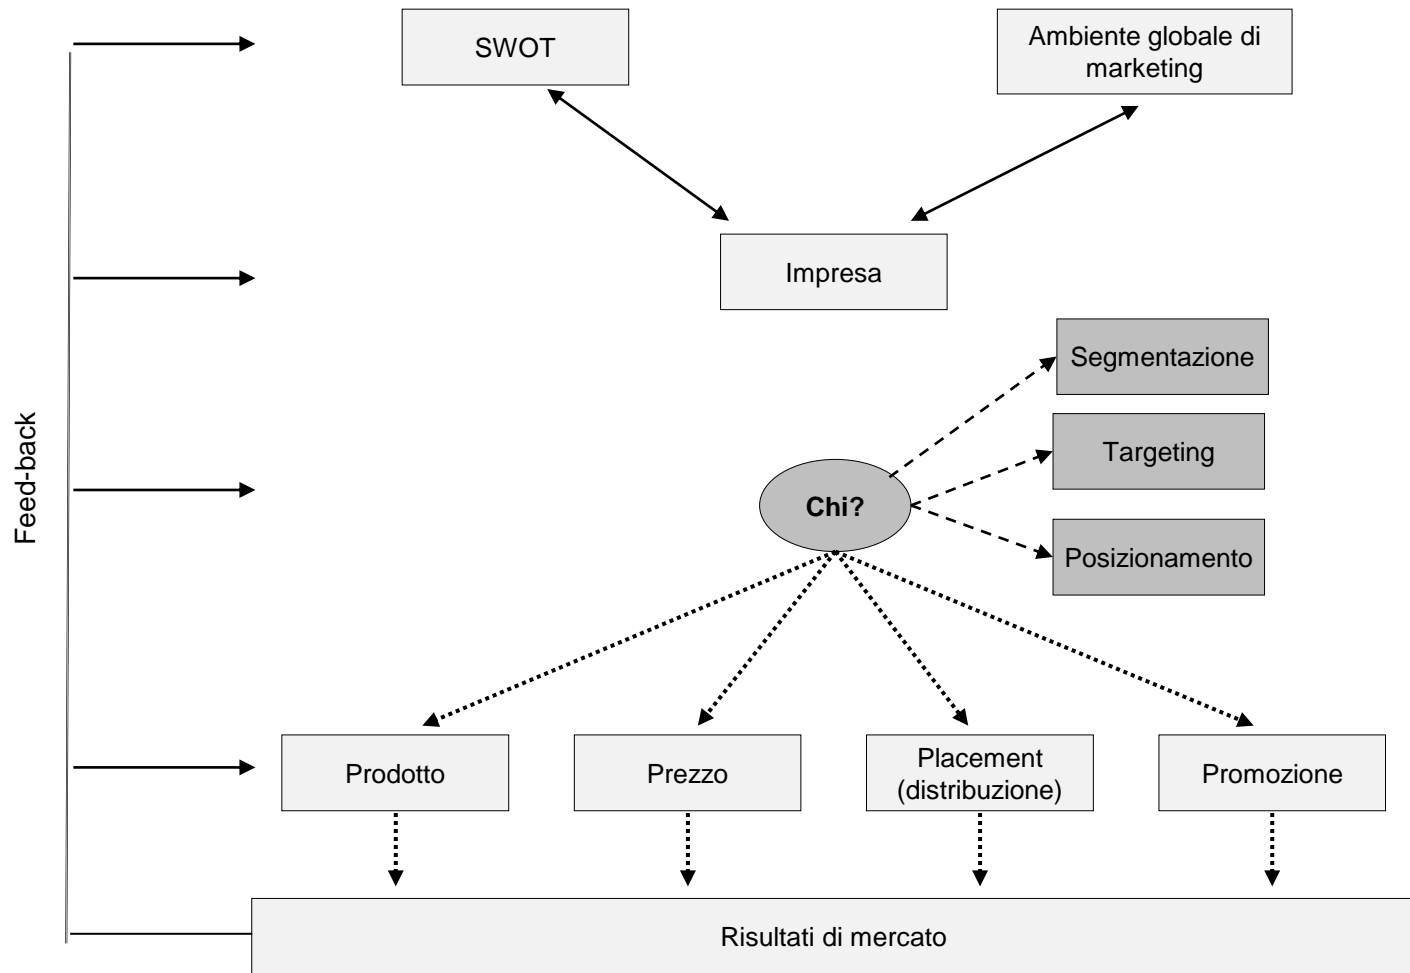 SWOT
Ambiente globale di
marketing
Impresa
Segmentazione
Targeting
Chi?
Posizionamento
Feed-back
Prodotto
Prezzo
Placement
(distribuzione)
Promozione
Risultati di mercato